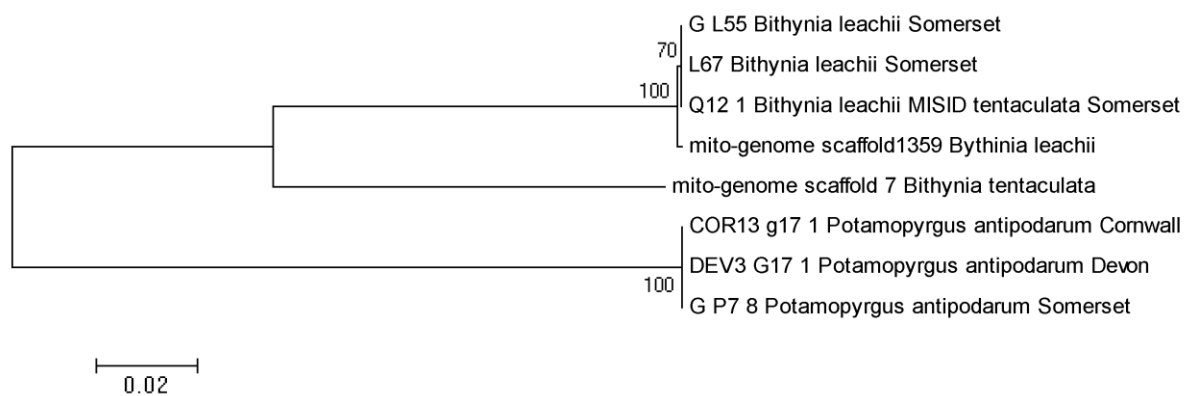 G L55 Bithynia leachii Somerset
70
L67 Bithynia leachii Somerset
100
Q12 1 Bithynia leachii MISID tentaculata Somerset
mito-genome scaffold1359 Bythinia leachii
mito-genome scaffold 7 Bithynia tentaculata
COR13 g17 1 Potamopyrgus antipodarum Cornwall
DEV3 G17 1 Potamopyrgus antipodarum Devon
100
G P7 8 Potamopyrgus antipodarum Somerset
0.02